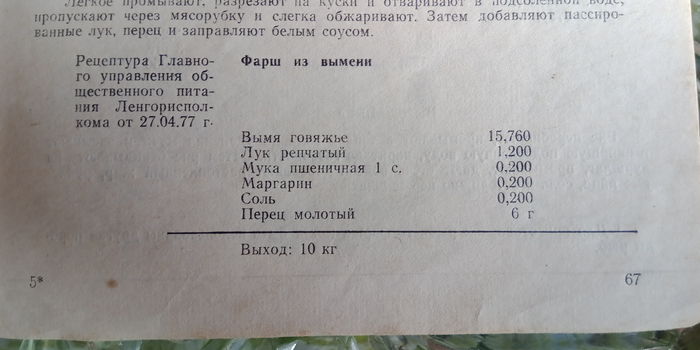 Легкое промывают, разрезают на куски и отваривают в подсоленной воде,
пропускают через мясорубку и слегка обжаривают. Затем добавляют пассиро-
ванные лук, перец и заправляют белым соусом.
Рецептура Главно-
го управления об-
щественного пита-
ния Ленгориспол-
кома от 27.04.77 г.
Фарш из вымени
Вымя говяжье 15,760
Лук репчатый 1,200
Мука пшеничная 1 с. 0,200
Маргарин 0,200
Соль 0,200
Перец молотый 6 г
Выход: 10 кг
5* 67